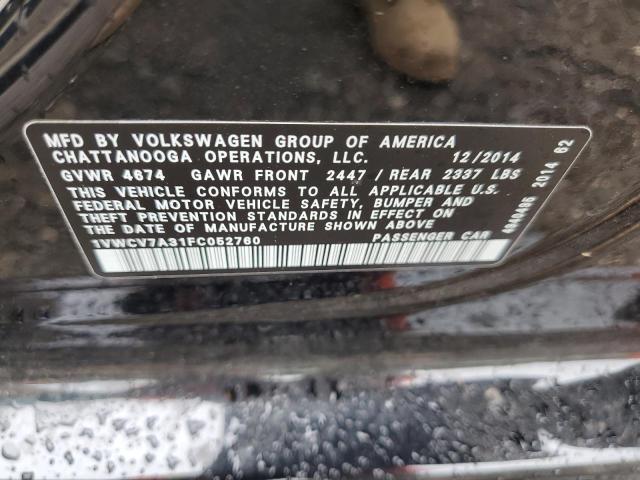 MFD BY VOLKSWAGEN GROUP OF AMERICA
CHATTANOOGA OPERATIONS, LLC. 12/2014
GVWR 4674 GAWR FRONT 2447 / REAR 2337 LBS
THIS VEHICLE CONFORMS TO ALL APPLICABLE U.S.
FEDERAL MOTOR VEHICLE SAFETY, BUMPER AND
THEFT PREVENTION STANDARDS IN EFFECT ON
THE DATE OF MANUFACTURE SHOWN ABOVE
1VWCV7A31FC052760 PASSENGER CAR
2014 62